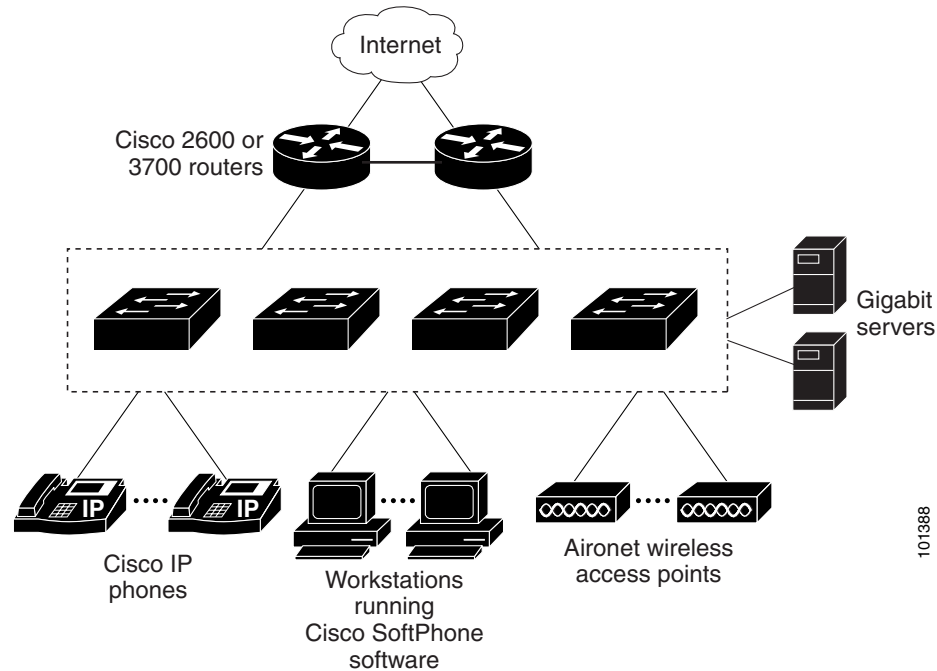 Internet
Cisco 2600 or
3700 routers
Gigabit
servers
IP
IP
Cisco IP
phones
Workstations
running
Cisco SoftPhone
software
Aironet wireless
access points
101388